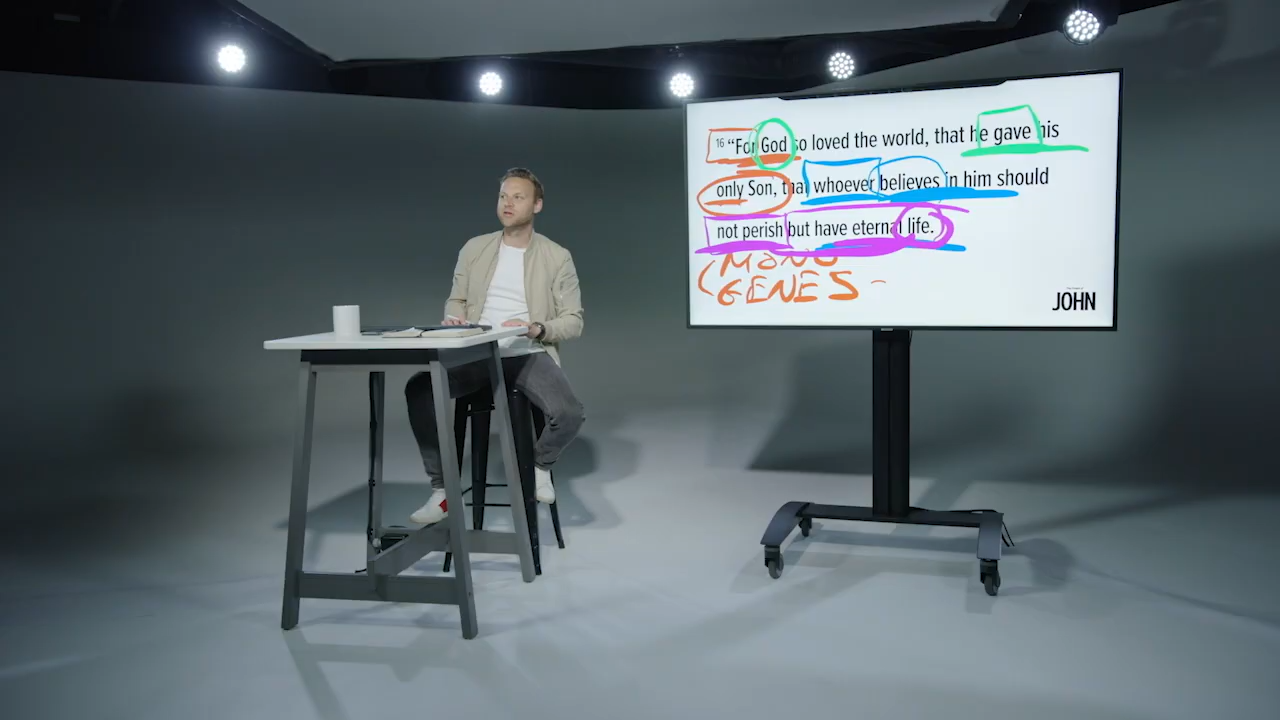 16 “For God so loved the world, that he gave his
only Son, that whoever believes in him should
not perish but have eternal life.
(MONO
GENES -
JOHN